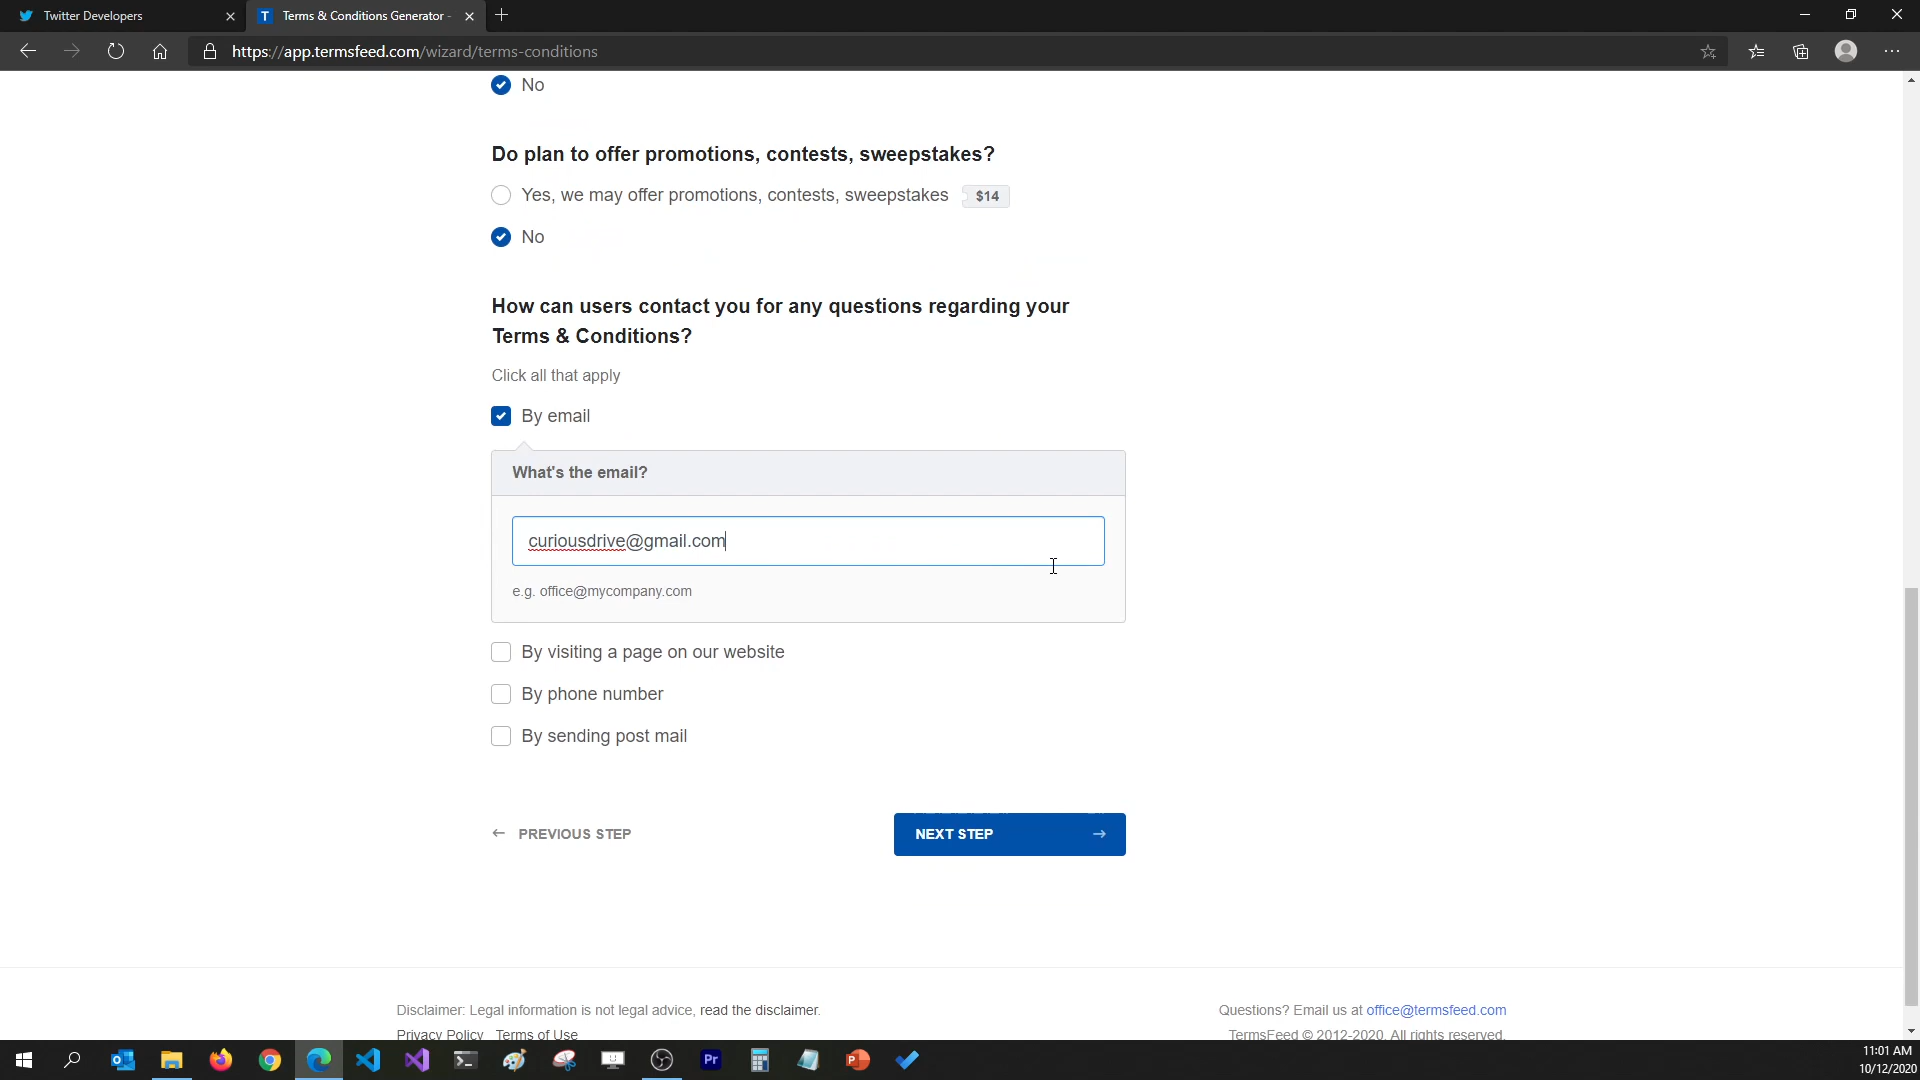 Twitter Developers
Terms & Conditions Generator -
https://app.termsfeed.com/wizard/terms-conditions
No
Do plan to offer promotions, contests, sweepstakes?
Yes, we may offer promotions, contests, sweepstakes $14
No
How can users contact you for any questions regarding your
Terms & Conditions?
Click all that apply
By email
What's the email?
curiousdrive@gmail.com
e.g. office@mycompany.com
By visiting a page on our website
By phone number
By sending post mail
← PREVIOUS STEP
NEXT STEP →
Disclaimer: Legal information is not legal advice, read the disclaimer.
Questions? Email us at office@termsfeed.com
Privacy Policy Terms of Use
TermsFeed © 2012-2020. All rights reserved.
11:01 AM
10/12/2020